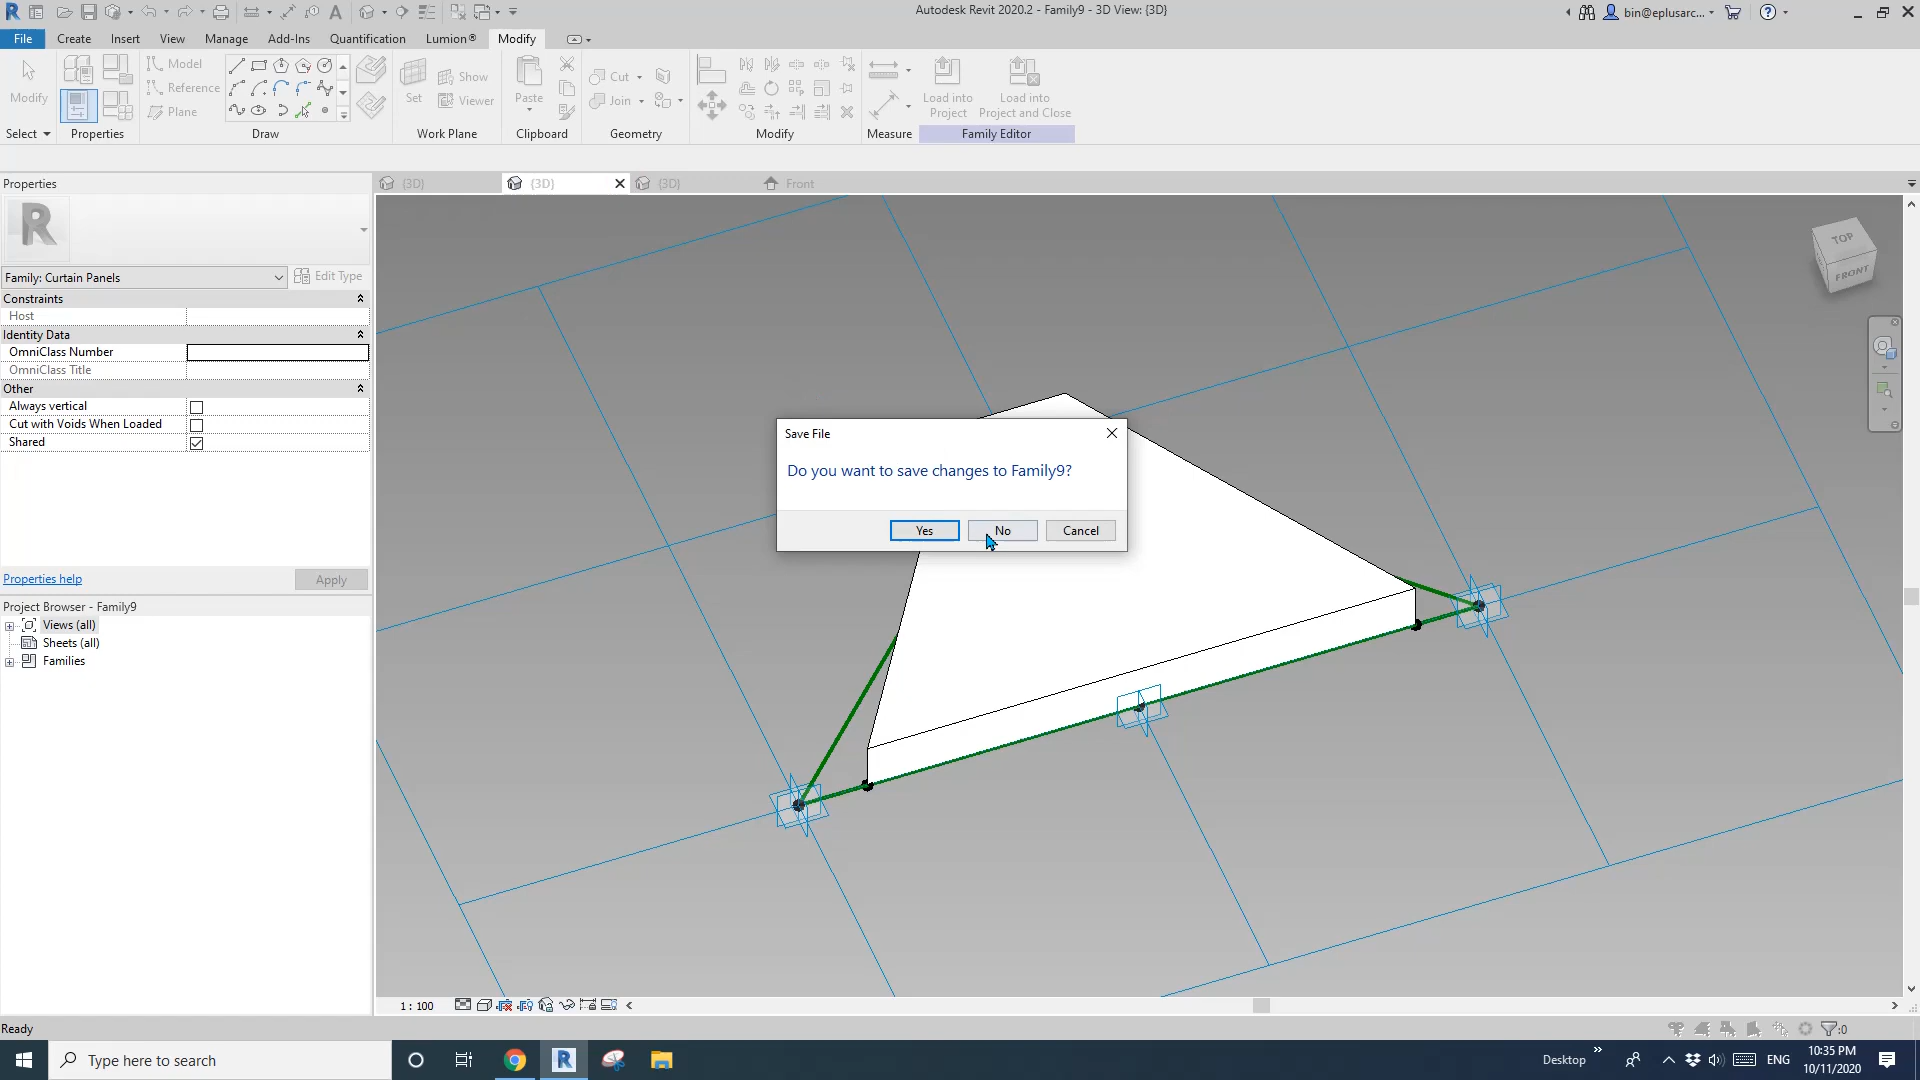 Autodesk Revit 2020.2 - Family9 - 3D View: {3D}
bin@eplusarc...
File
Create
Insert
View
Manage
Add-Ins
Quantification
Lumion®
Modify
Modify
Select
Properties
Model
Reference
Plane
Draw
Set
Show
Viewer
Work Plane
Paste
Clipboard
Cut
Join
Geometry
Modify
Measure
Load into
Project
Load into
Project and Close
Family Editor
Properties
{3D}
{3D}
{3D}
Front
R
Family: Curtain Panels
Edit Type
Constraints
Host
Identity Data
OmniClass Number
OmniClass Title
Other
Always vertical
Cut with Voids When Loaded
Shared
Properties help
Apply
Project Browser - Family9
Views (all)
Sheets (all)
Families
TOP
FRONT
Save File
Do you want to save changes to Family9?
Yes
No
Cancel
1 : 100
Ready
:0
Type here to search
Desktop
ENG
10:35 PM
10/11/2020